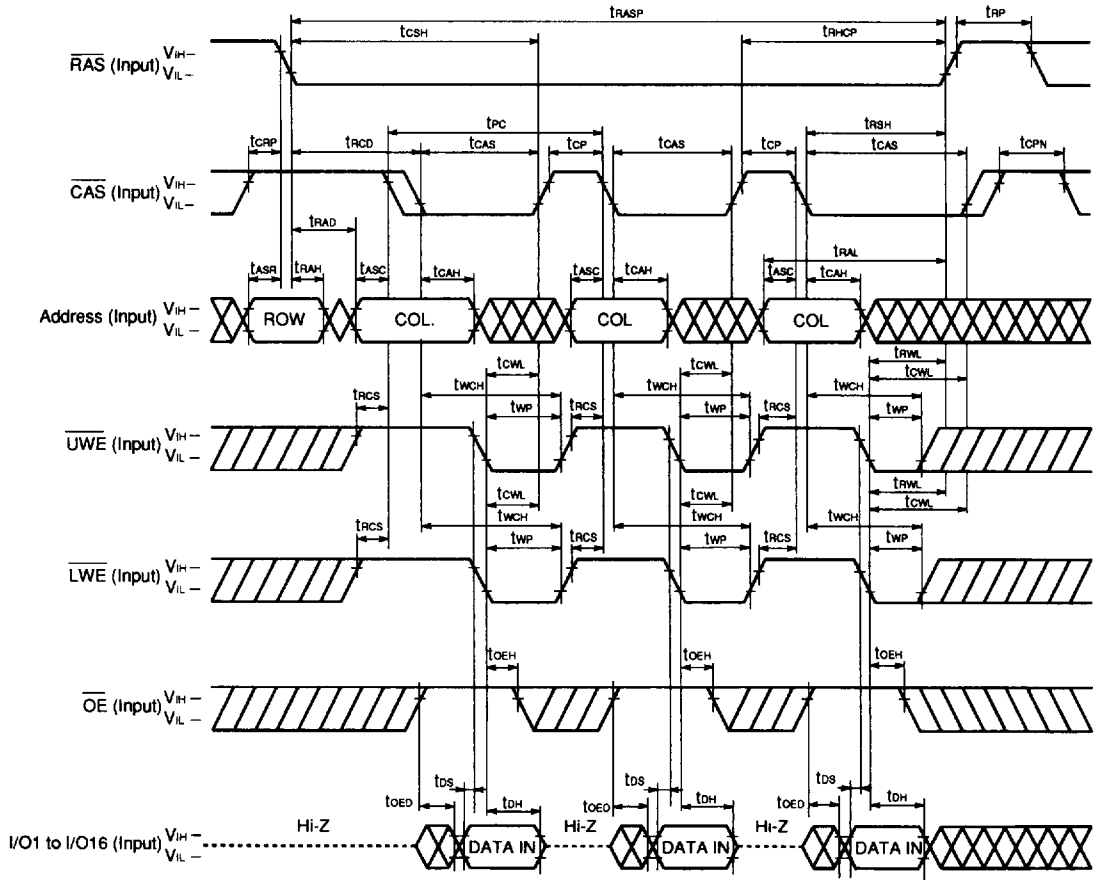 tRASP tRP
tCSH tRHCP
RAS (Input) VIH–
VIL–
tPC tRSH
tCRP tRCD tCAS tCP tCAS tCP tCAS tCPN
CAS (Input) VIH–
VIL–
tRAD tRAL
tASR tRAH tASC tCAH tASC tCAH tASC tCAH
Address (Input) VIH–
VIL–
ROW COL. COL COL
tRWL
tCWL tCWL tCWL
tWCH tWCH tWCH
tRCS tWP tRCS tWP tRCS tWP
UWE (Input) VIH–
VIL–
tRWL
tCWL tCWL tCWL
tWCH tWCH tWCH
tRCS tWP tRCS tWP tRCS tWP
LWE (Input) VIH–
VIL–
tOEH tOEH tOEH
OE (Input) VIH–
VIL–
tDS tDS tDS
tOED tDH tOED tDH tOED tDH
I/O1 to I/O16 (Input) VIH–
VIL–
Hi-Z DATA IN Hi-Z DATA IN Hi-Z DATA IN